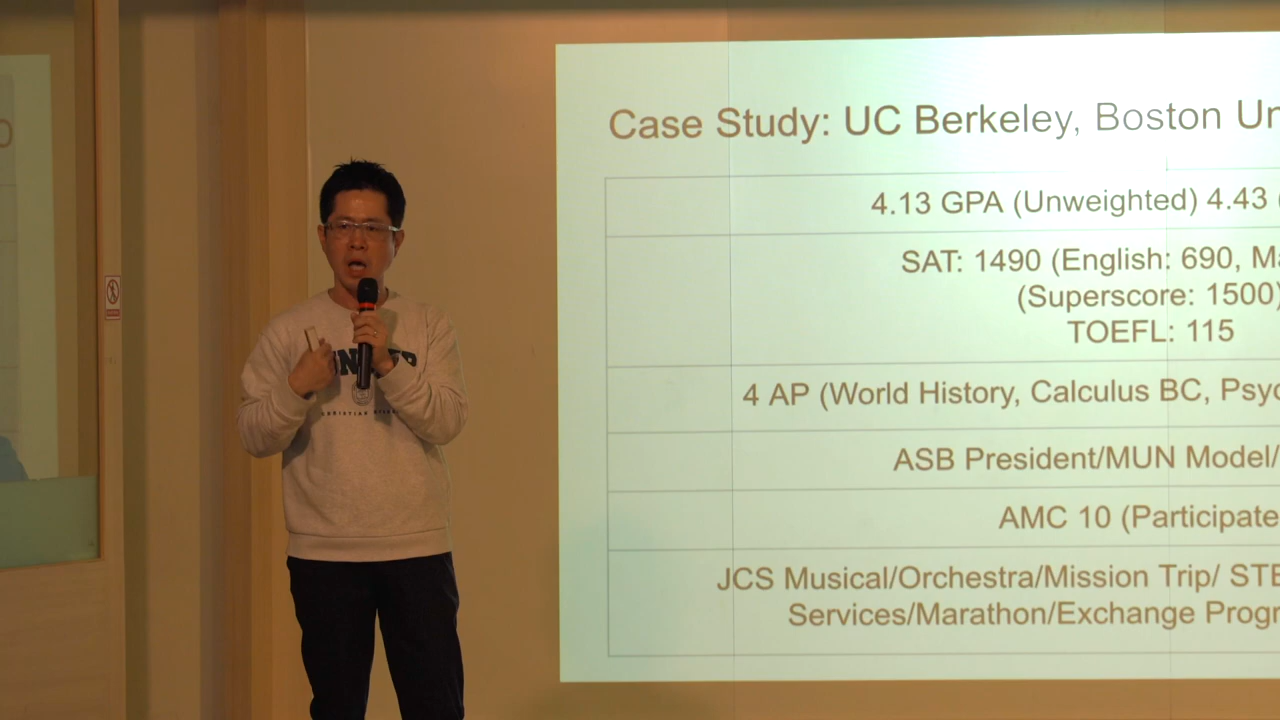 Case Study: UC Berkeley, Boston Un
4.13 GPA (Unweighted) 4.43 (
SAT: 1490 (English: 690, Ma
(Superscore: 1500)
TOEFL: 115
4 AP (World History, Calculus BC, Psyc
ASB President/MUN Model/
AMC 10 (Participate
JCS Musical/Orchestra/Mission Trip/ STE
Services/Marathon/Exchange Progr